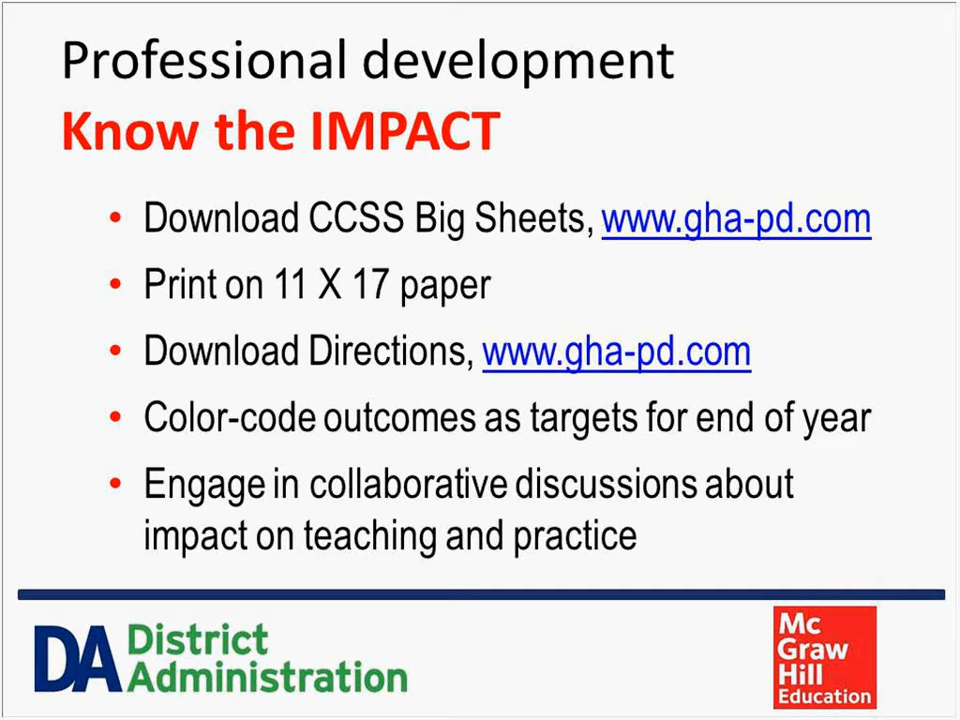 Professional development
Know the IMPACT
• Download CCSS Big Sheets, www.gha-pd.com
• Print on 11 X 17 paper
• Download Directions, www.gha-pd.com
• Color-code outcomes as targets for end of year
• Engage in collaborative discussions about
impact on teaching and practice
DA District
Administration
Mc
Graw
Hill
Education